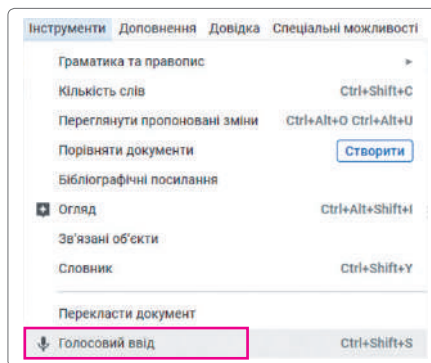 Інструменти Доповнення Довідка Спеціальні можливості
Граматика та правопис ►
Кількість слів Ctrl+Shift+C
Переглянути пропоновані зміни Ctrl+Alt+O Ctrl+Alt+U
Порівняти документи Створити
Бібліографічні посилання
Огляд Ctrl+Alt+Shift+I
Зв'язані об'єкти
Словник Ctrl+Shift+Y
Перекласти документ
Голосовий ввід Ctrl+Shift+S